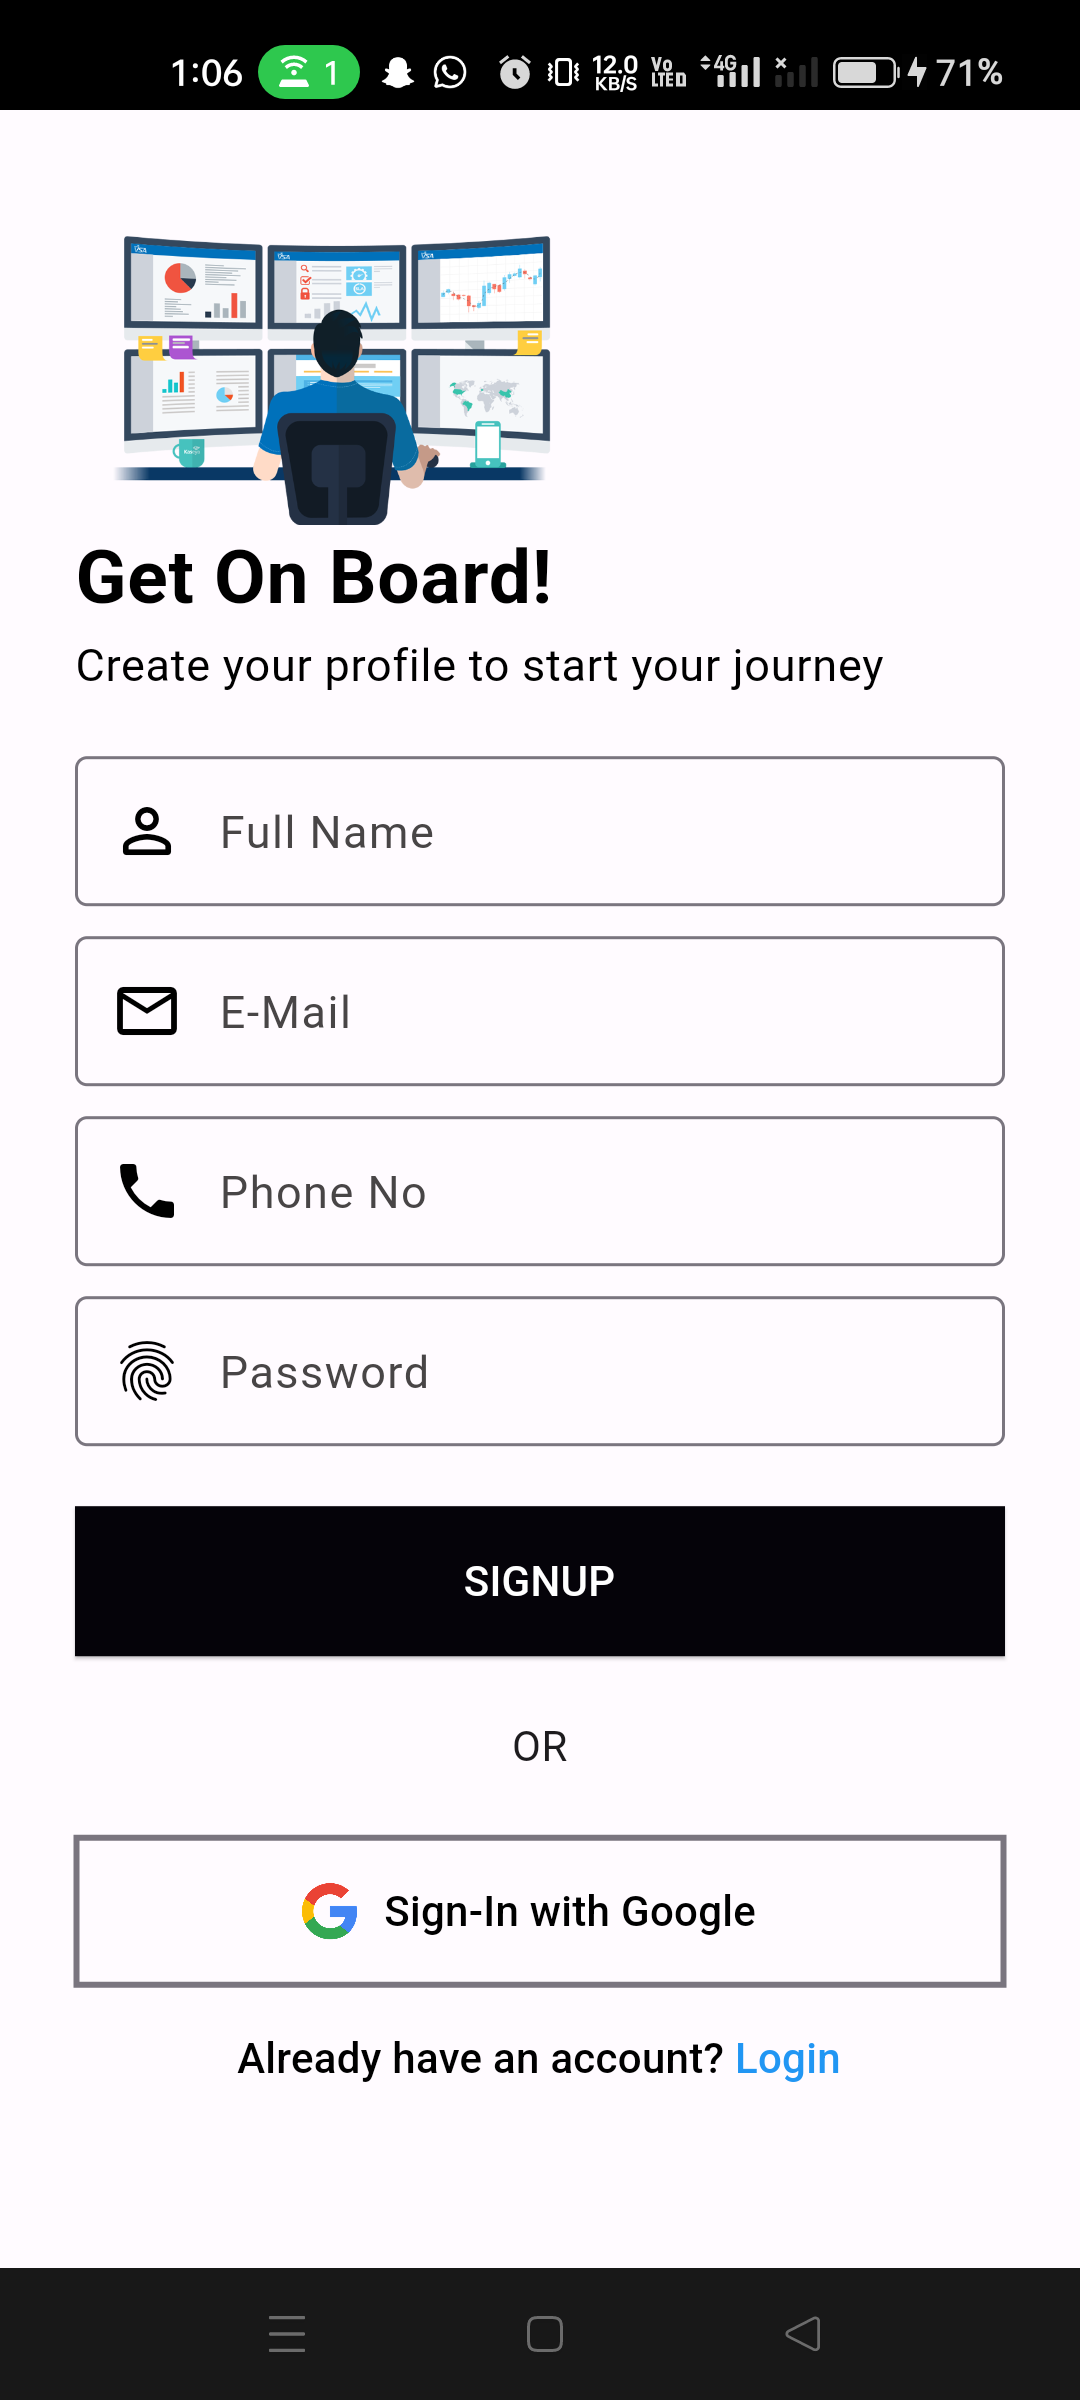 1:06 1 12.0 KB/S Vo LTE D 4G 71%
Get On Board!
Create your profile to start your journey
Full Name
E-Mail
Phone No
Password
SIGNUP
OR
Sign-In with Google
Already have an account? Login